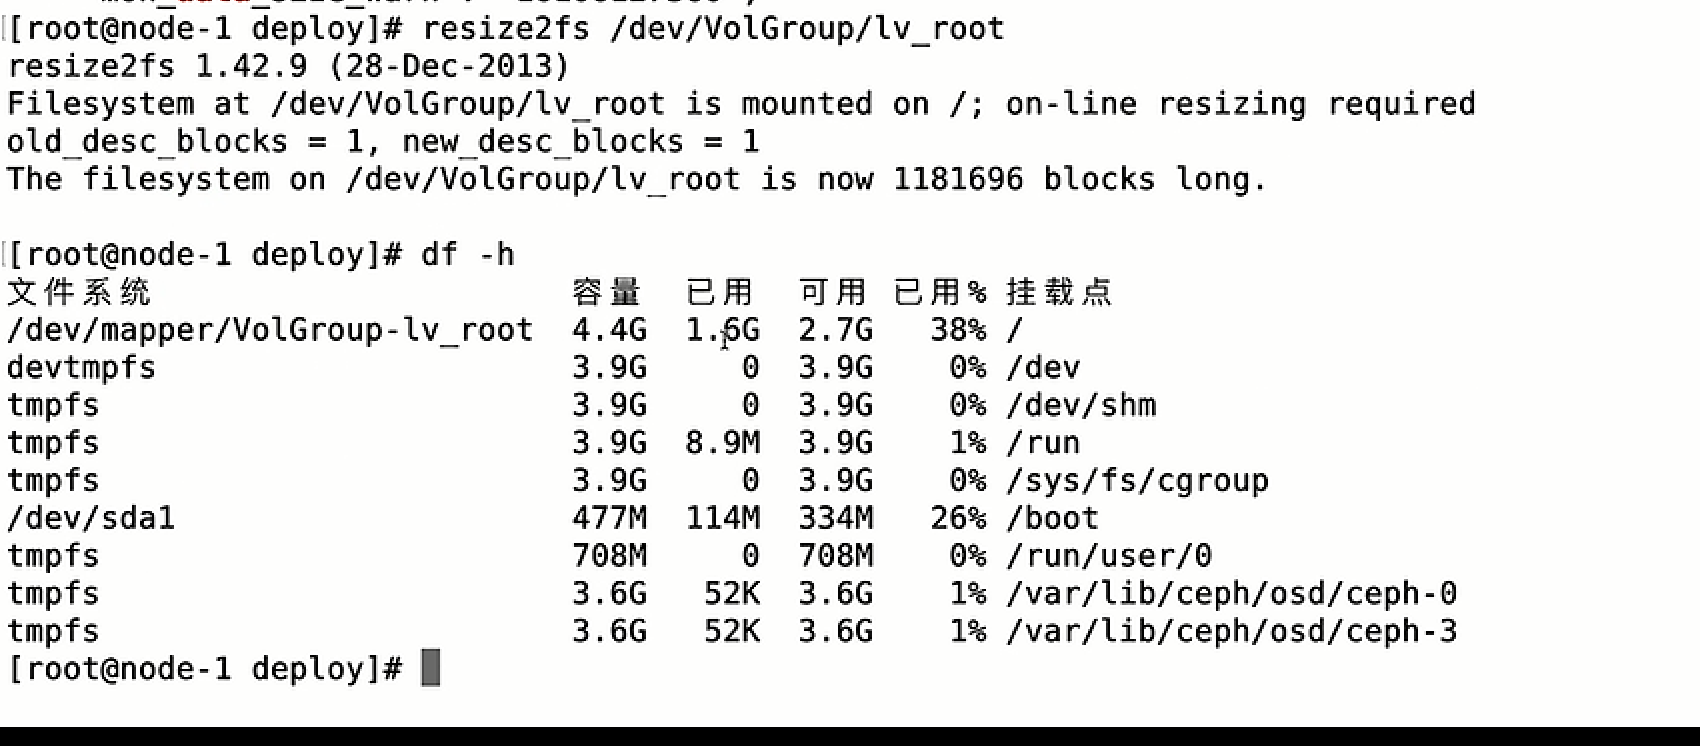 [root@node-1 deploy]# resize2fs /dev/VolGroup/lv_root
resize2fs 1.42.9 (28-Dec-2013)
Filesystem at /dev/VolGroup/lv_root is mounted on /; on-line resizing required
old_desc_blocks = 1, new_desc_blocks = 1
The filesystem on /dev/VolGroup/lv_root is now 1181696 blocks long.
[root@node-1 deploy]# df -h
文件系统 容量 已用 可用 已用% 挂载点
/dev/mapper/VolGroup-lv_root 4.4G 1.6G 2.7G 38% /
devtmpfs 3.9G 0 3.9G 0% /dev
tmpfs 3.9G 0 3.9G 0% /dev/shm
tmpfs 3.9G 8.9M 3.9G 1% /run
tmpfs 3.9G 0 3.9G 0% /sys/fs/cgroup
/dev/sda1 477M 114M 334M 26% /boot
tmpfs 708M 0 708M 0% /run/user/0
tmpfs 3.6G 52K 3.6G 1% /var/lib/ceph/osd/ceph-0
tmpfs 3.6G 52K 3.6G 1% /var/lib/ceph/osd/ceph-3
[root@node-1 deploy]#